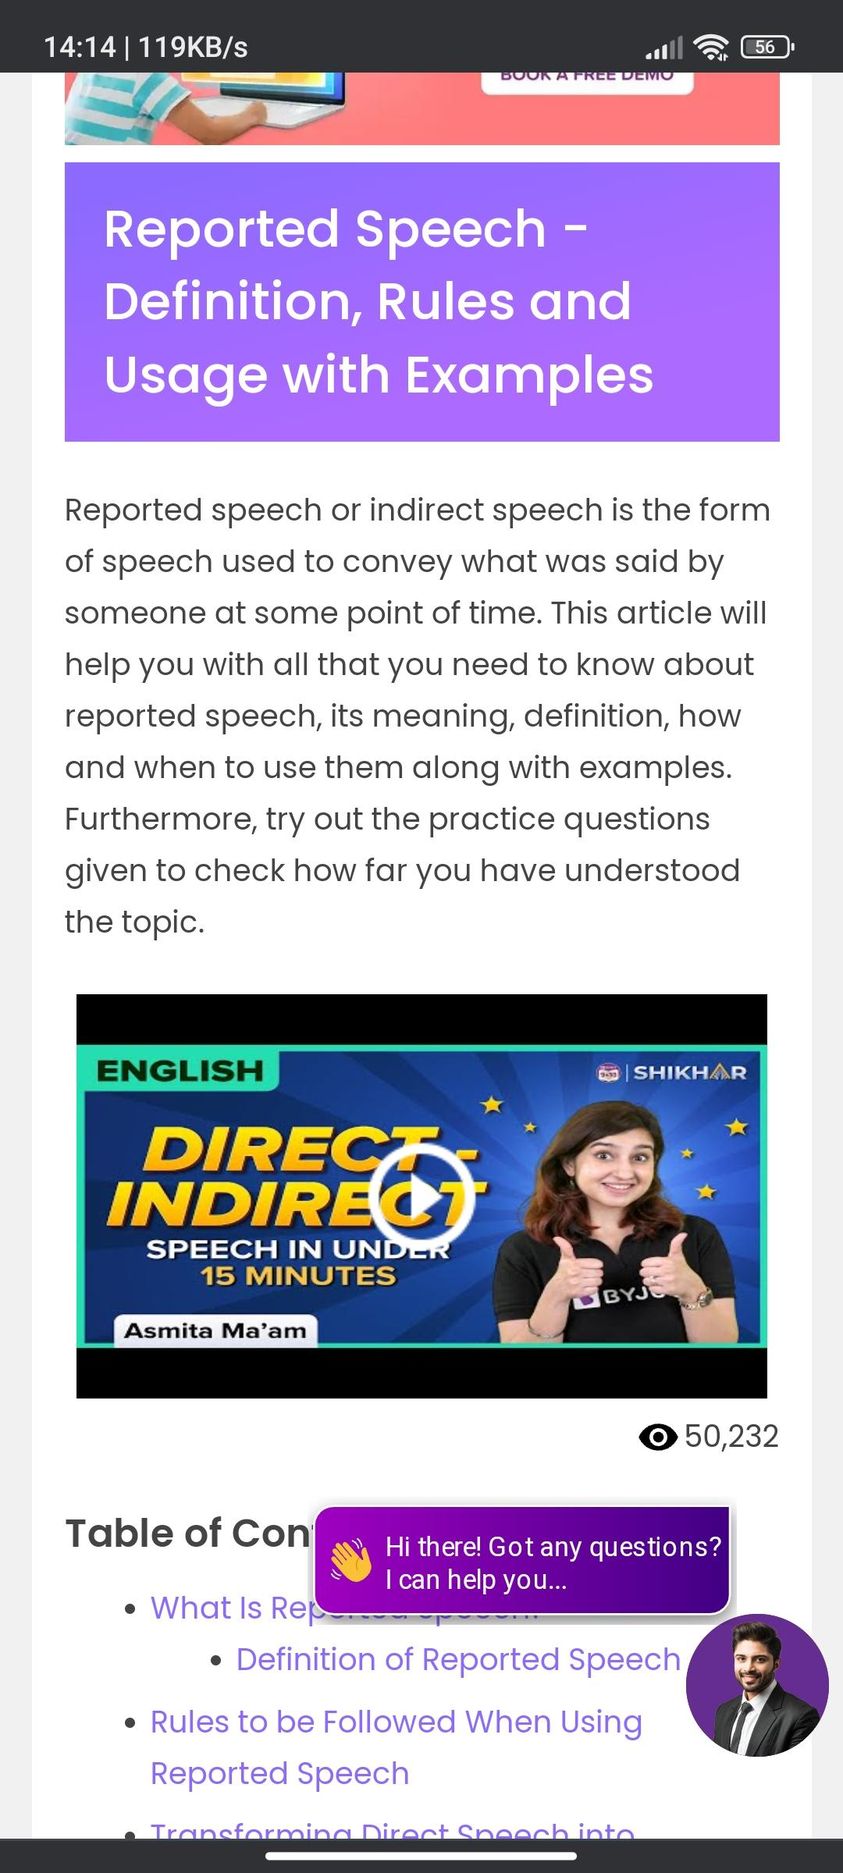 14:14 | 119KB/s
56
BOOK A FREE DEMO
Reported Speech -
Definition, Rules and
Usage with Examples
Reported speech or indirect speech is the form
of speech used to convey what was said by
someone at some point of time. This article will
help you with all that you need to know about
reported speech, its meaning, definition, how
and when to use them along with examples.
Furthermore, try out the practice questions
given to check how far you have understood
the topic.
ENGLISH
SHIKHAR
DIRECT -
INDIRECT
SPEECH IN UNDER
15 MINUTES
BYJU
Asmita Ma'am
50,232
Table of Con
Hi there! Got any questions?
I can help you...
What Is Reported Speech?
Definition of Reported Speech
Rules to be Followed When Using
Reported Speech
Transforming Direct Speech into